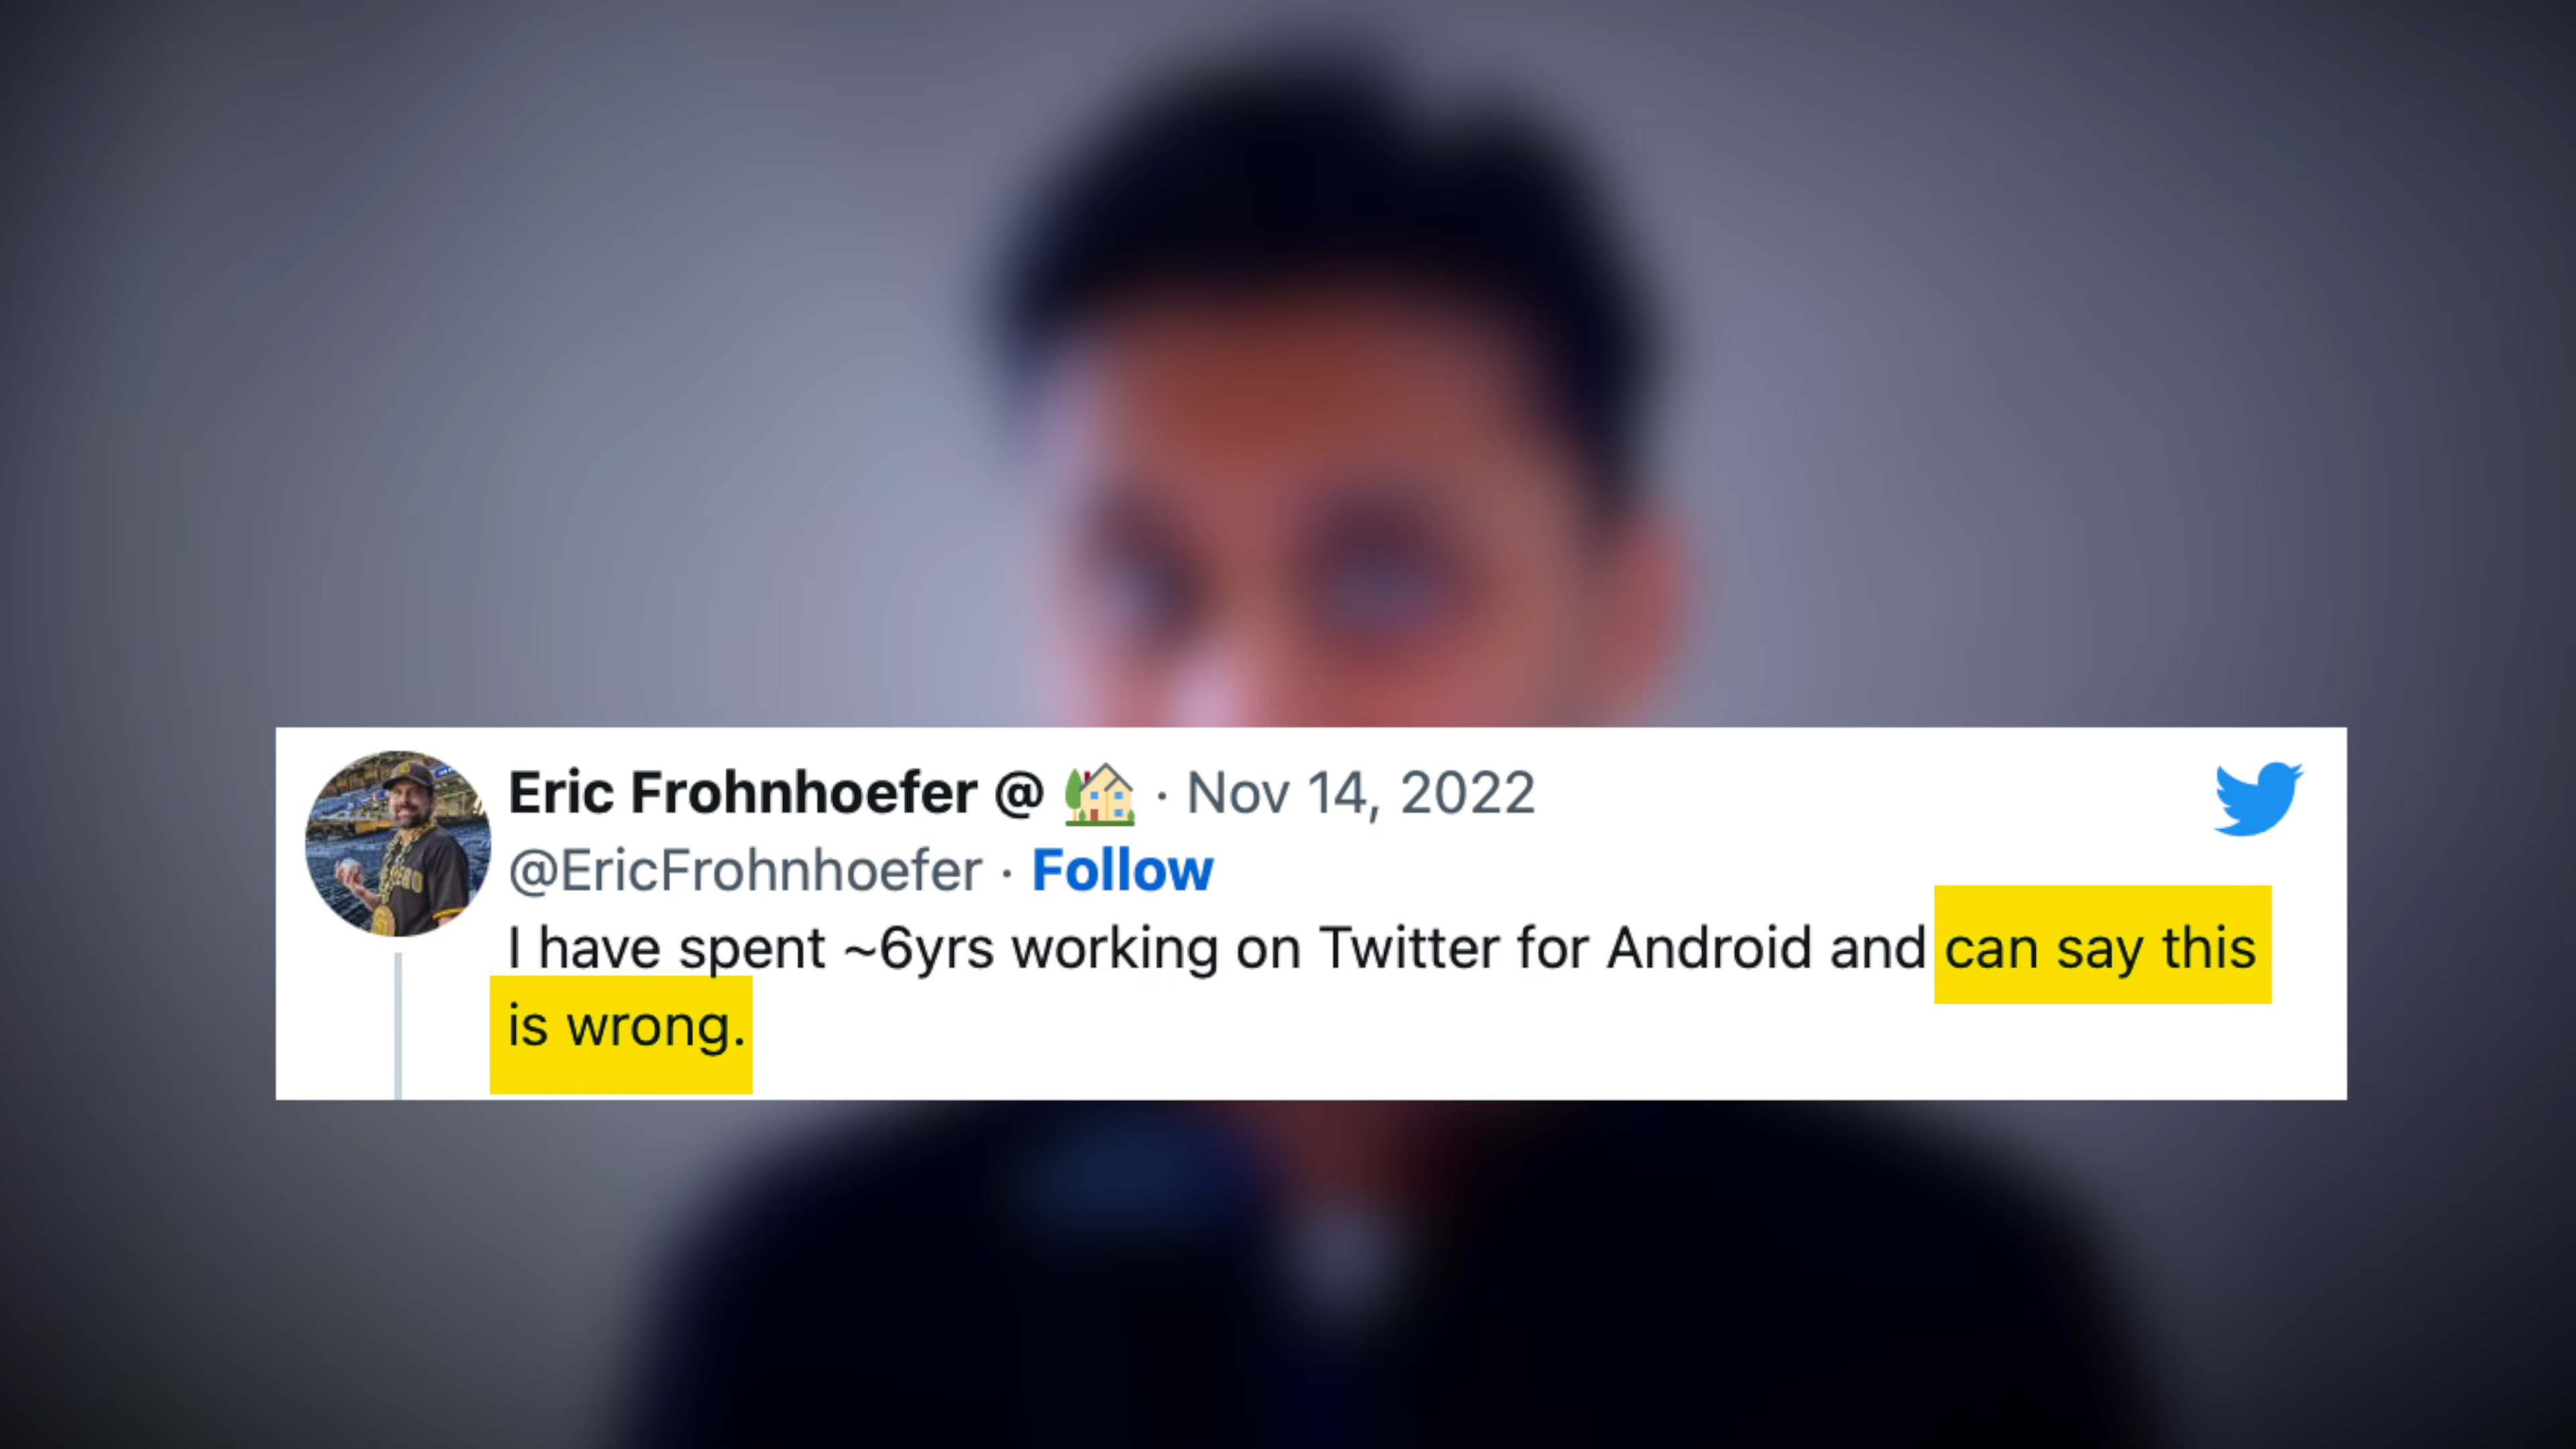 Eric Frohnhoefer @ 🏡 · Nov 14, 2022
@EricFrohnhoefer · Follow
I have spent ~6yrs working on Twitter for Android and can say this
is wrong.